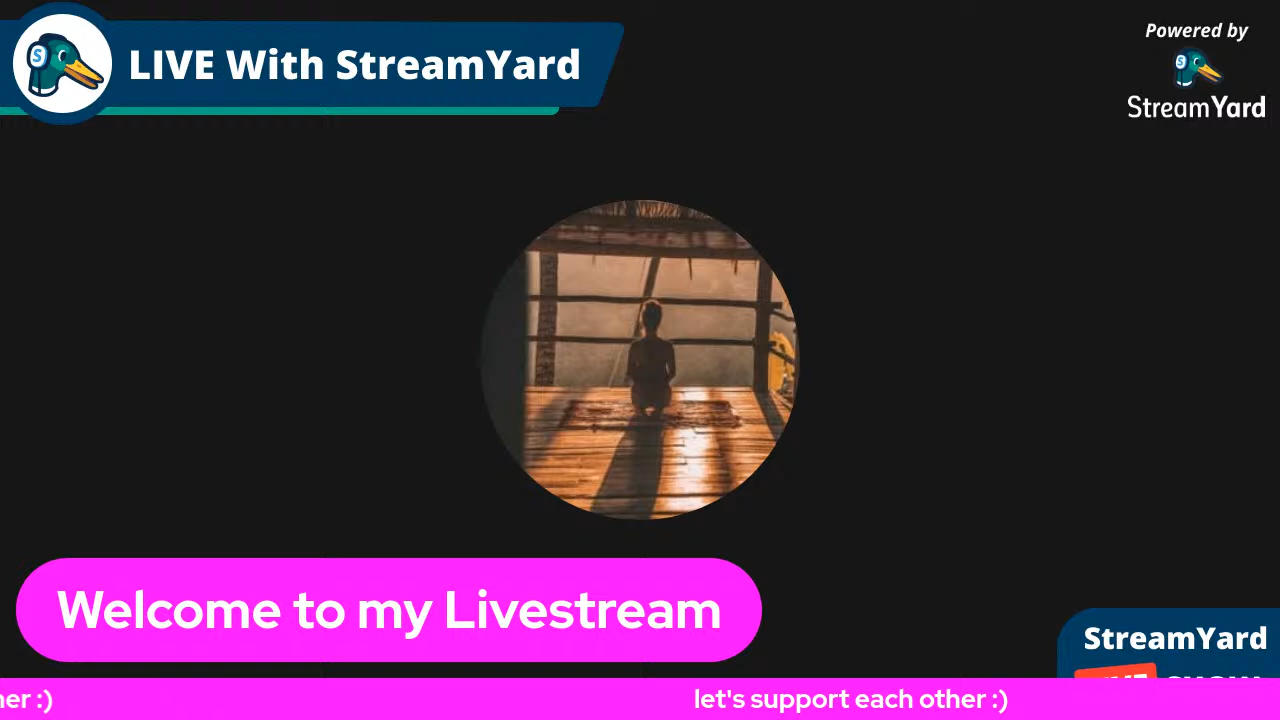 LIVE With StreamYard
Powered by
StreamYard
Welcome to my Livestream
StreamYard
her :)
let's support each other :)